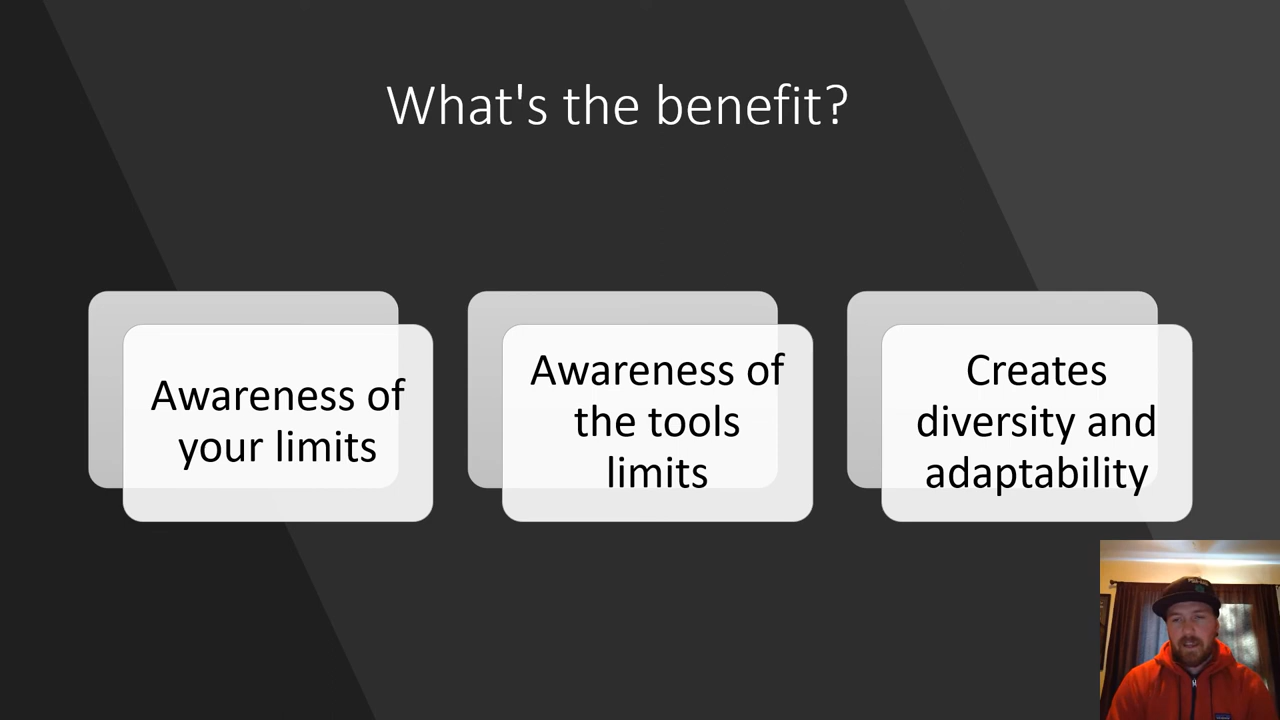 What's the benefit?
Awareness of
your limits
Awareness of
the tools
limits
Creates
diversity and
adaptability